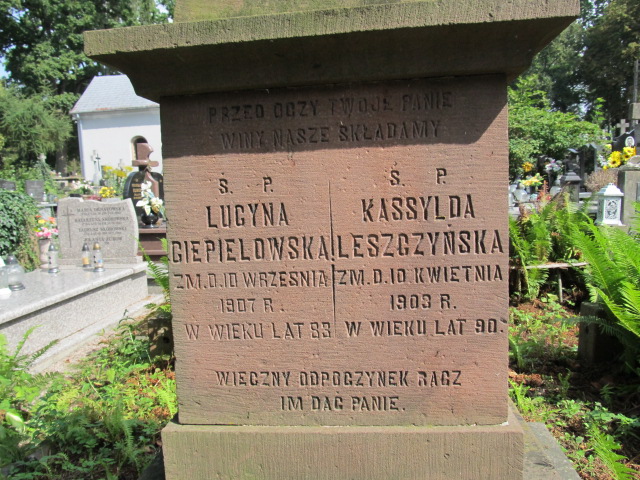 PRZED OCZY TWOJE PANIE
WINY NASZE SKŁADAMY
Ś. P.
LUCYNA
CIEPIELOWSKA
ZM.D.10 WRZEŚNIA
1907 R.
W WIEKU LAT 83
Ś. P.
KASSYLDA
LESZCZYŃSKA
ZM.D.10 KWIETNIA
1903 R.
W WIEKU LAT 90.
WIECZNY ODPOCZYNEK RACZ
IM DAĆ PANIE.